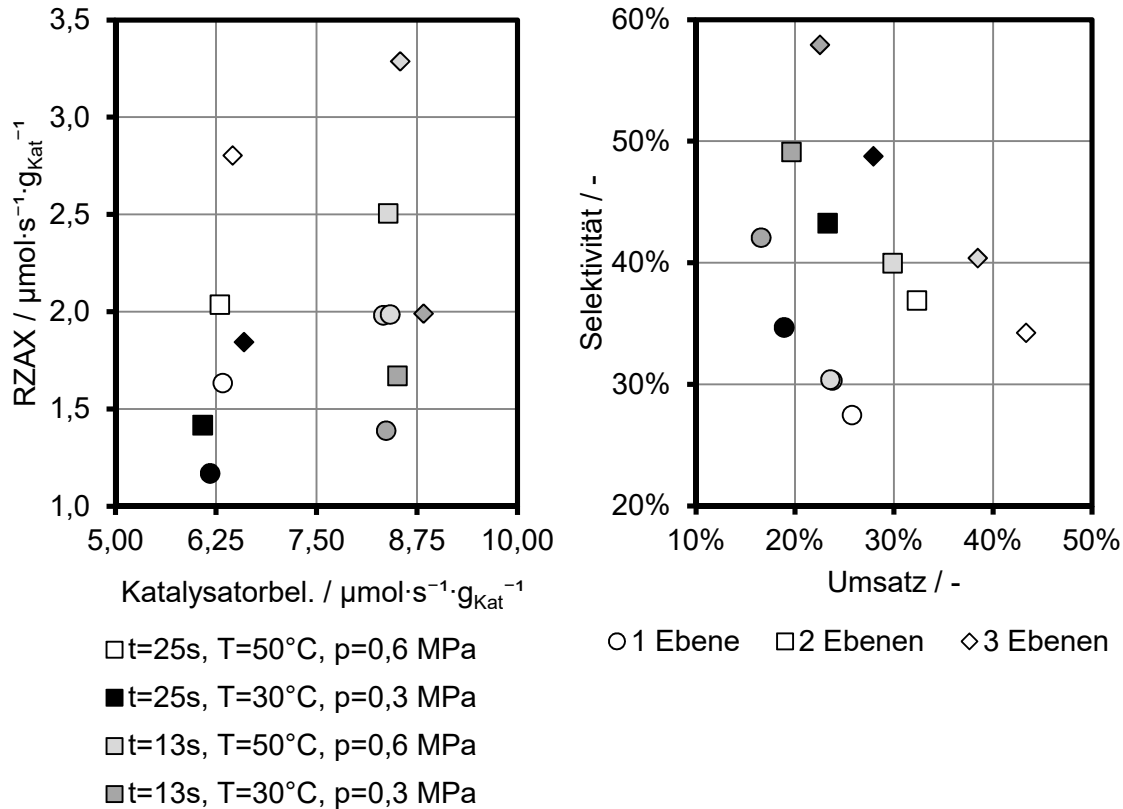 3,5
3,0
2,5
2,0
1,5
1,0
RZAX / µmol·s⁻¹·gKat⁻¹
5,00 6,25 7,50 8,75 10,00
Katalysatorbel. / µmol·s⁻¹·gKat⁻¹
t=25s, T=50°C, p=0,6 MPa
t=25s, T=30°C, p=0,3 MPa
t=13s, T=50°C, p=0,6 MPa
t=13s, T=30°C, p=0,3 MPa
60%
50%
40%
30%
20%
Selektivität / -
10% 20% 30% 40% 50%
Umsatz / -
1 Ebene 2 Ebenen 3 Ebenen